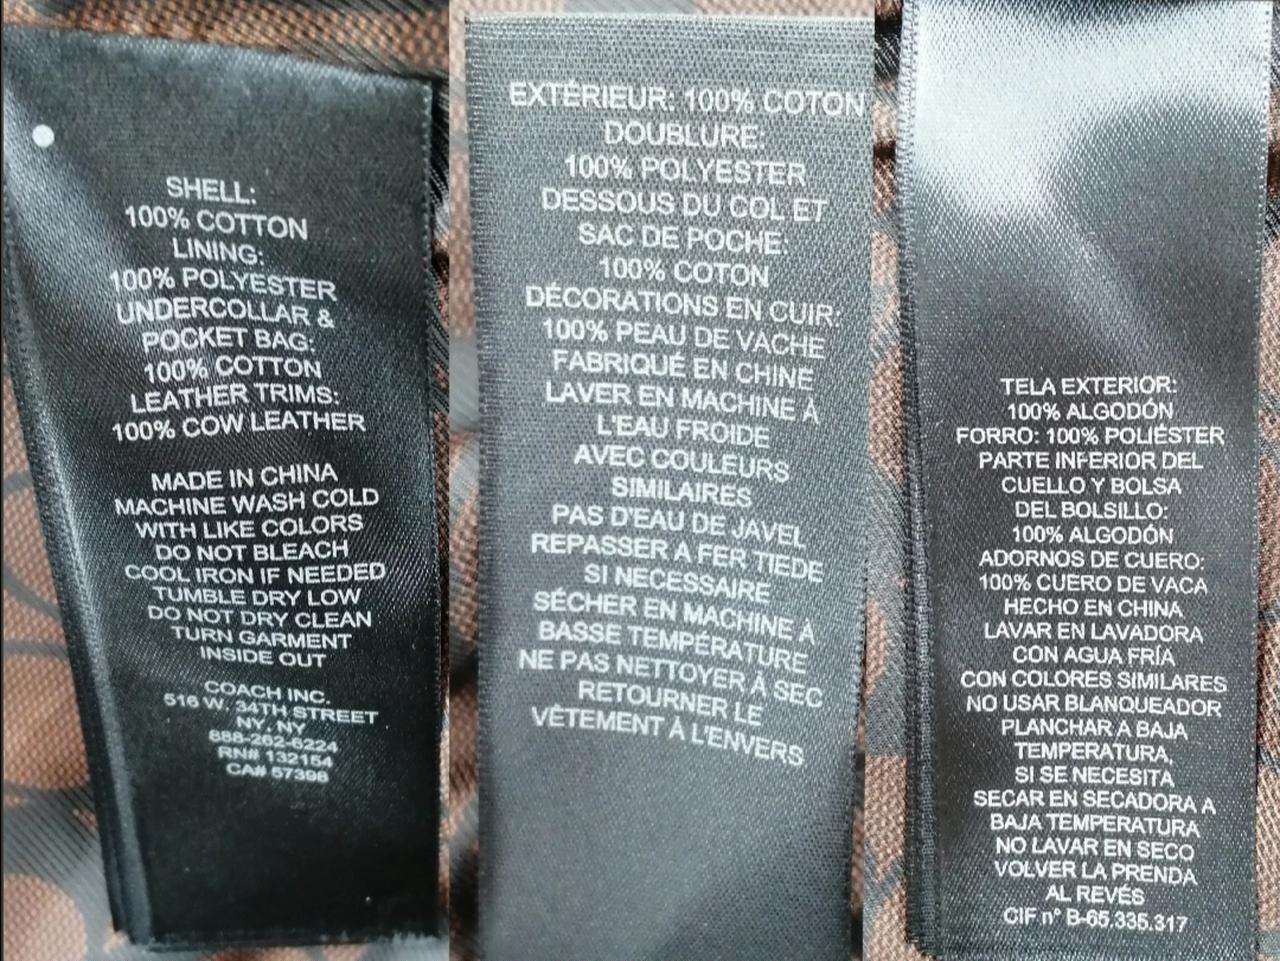 SHELL:
100% COTTON
LINING:
100% POLYESTER
UNDERCOLLAR &
POCKET BAG:
100% COTTON
LEATHER TRIMS:
100% COW LEATHER
MADE IN CHINA
MACHINE WASH COLD
WITH LIKE COLORS
DO NOT BLEACH
COOL IRON IF NEEDED
TUMBLE DRY LOW
DO NOT DRY CLEAN
TURN GARMENT
INSIDE OUT
COACH INC.
516 W. 34TH STREET
NY, NY
888-262-6224
RN# 132154
CA# 57398
EXTÉRIEUR: 100% COTON
DOUBLURE:
100% POLYESTER
DESSOUS DU COL ET
SAC DE POCHE:
100% COTON
DÉCORATIONS EN CUIR:
100% PEAU DE VACHE
FABRIQUÉ EN CHINE
LAVER EN MACHINE À
L'EAU FROIDE
AVEC COULEURS
SIMILAIRES
PAS D'EAU DE JAVEL
REPASSER A FER TIEDE
SI NECESSAIRE
SÉCHER EN MACHINE À
BASSE TEMPÉRATURE
NE PAS NETTOYER À SEC
RETOURNER LE
VÊTEMENT À L'ENVERS
TELA EXTERIOR:
100% ALGODÓN
FORRO: 100% POLIÉSTER
PARTE INFERIOR DEL
CUELLO Y BOLSA
DEL BOLSILLO:
100% ALGODÓN
ADORNOS DE CUERO:
100% CUERO DE VACA
HECHO EN CHINA
LAVAR EN LAVADORA
CON AGUA FRÍA
CON COLORES SIMILARES
NO USAR BLANQUEADOR
PLANCHAR A BAJA
TEMPERATURA,
SI SE NECESITA
SECAR EN SECADORA A
BAJA TEMPERATURA
NO LAVAR EN SECO
VOLVER LA PRENDA
AL REVÉS
CIF nº B-65.335.317